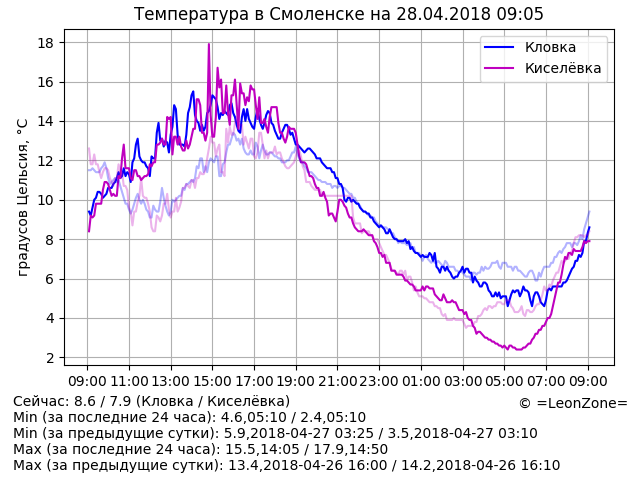 Температура в Смоленске на 28.04.2018 09:05
Кловка
Киселёвка
градусов Цельсия, °C
18
16
14
12
10
8
6
4
2
09:00 11:00 13:00 15:00 17:00 19:00 21:00 23:00 01:00 03:00 05:00 07:00 09:00
Сейчас: 8.6 / 7.9 (Кловка / Киселёвка)
© =LeonZone=
Min (за последние 24 часа): 4.6,05:10 / 2.4,05:10
Min (за предыдущие сутки): 5.9,2018-04-27 03:25 / 3.5,2018-04-27 03:10
Max (за последние 24 часа): 15.5,14:05 / 17.9,14:50
Max (за предыдущие сутки): 13.4,2018-04-26 16:00 / 14.2,2018-04-26 16:10